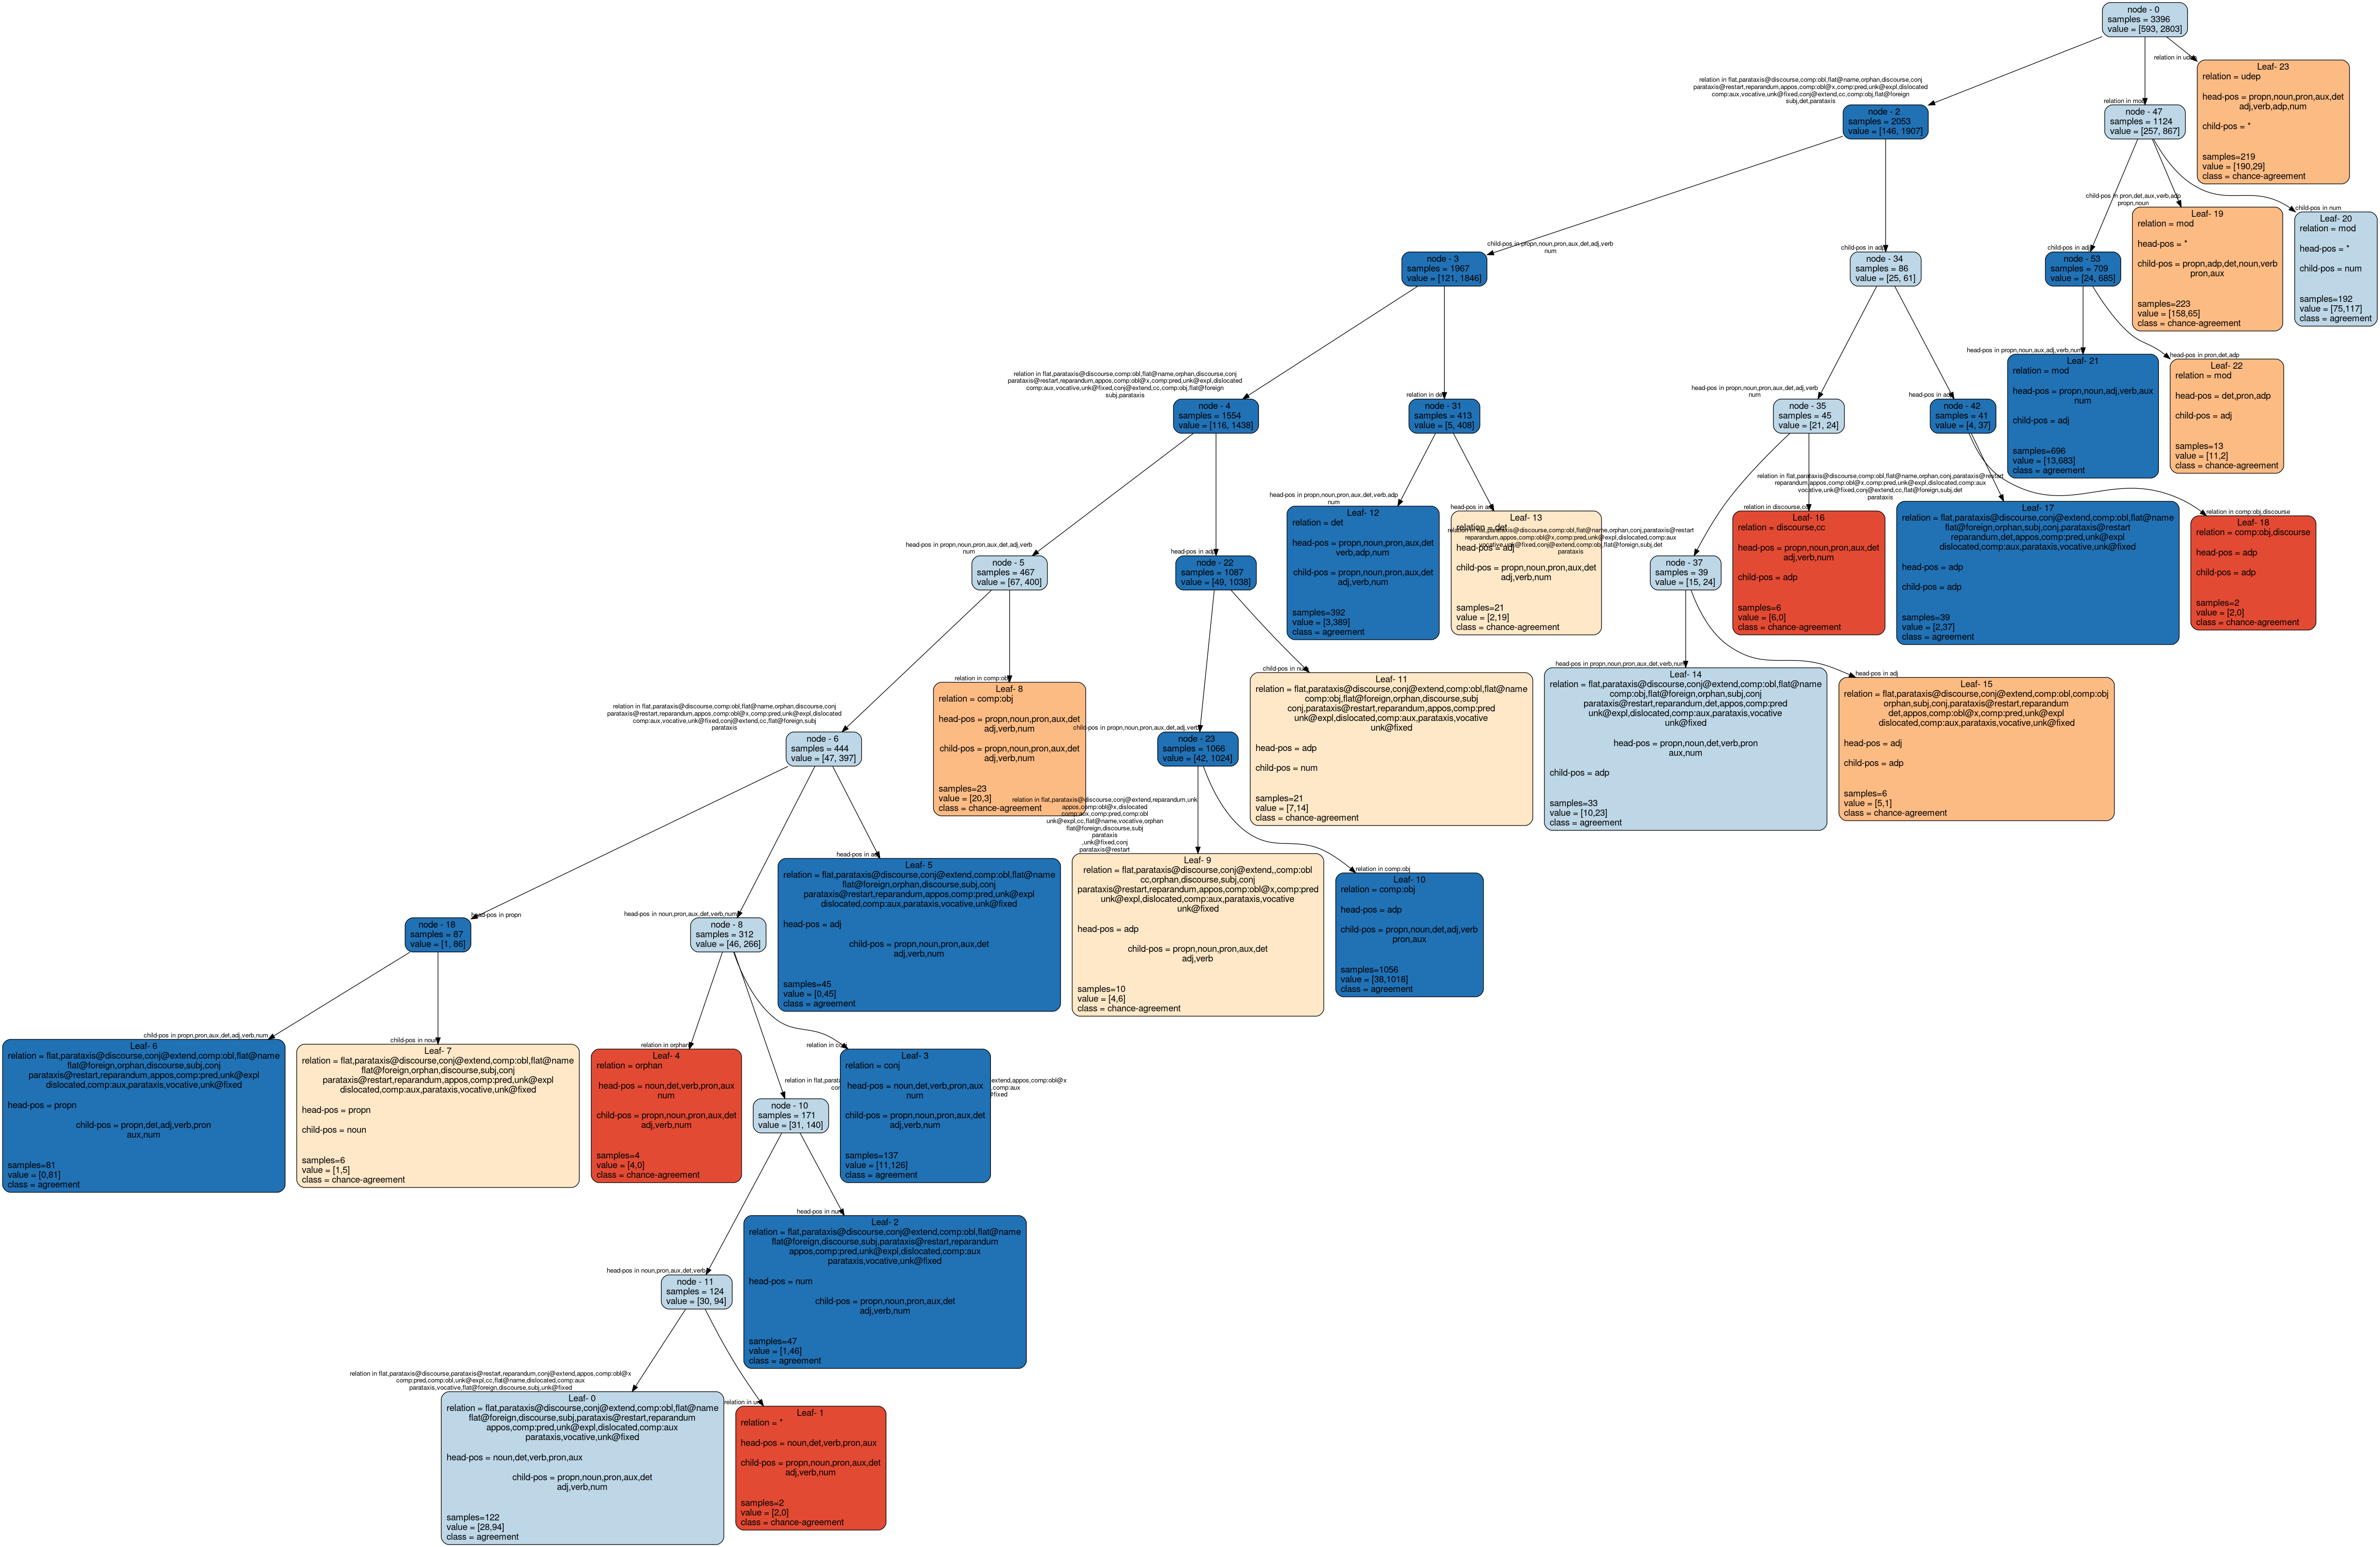 node - 0
samples = 3396
value = [593, 2803]
relation in
Leaf- 23
relation = udep
head-pos = propn,noun,pron,aux,det
adj,verb,adp,num
child-pos = *
samples=219
value = [190,29]
class = chance-agreement
relation in flat,parataxis@discourse,comp:obl,flat@name,orphan,discourse,conj
parataxis@restart,reparandum,appos,comp:obl@x,comp:pred,unk@expl,dislocated
comp:aux,vocative,unk@fixed,conj@extend,cc,comp:obj,flat@foreign
subj,det,parataxis
node - 2
samples = 2053
value = [146, 1907]
relation in mod
node - 47
samples = 1124
value = [257, 867]
child-pos in propn,noun,pron,aux,det,adj,verb
num
node - 3
samples = 1967
value = [121, 1846]
child-pos in adp
node - 34
samples = 86
value = [25, 61]
child-pos in adj
node - 53
samples = 709
value = [24, 685]
child-pos in pron,det,aux,verb,adp
propn,noun
Leaf- 19
relation = mod
head-pos = *
child-pos = propn,adp,det,noun,verb
pron,aux
samples=223
value = [158,65]
class = chance-agreement
child-pos in num
Leaf- 20
relation = mod
head-pos = *
child-pos = num
samples=192
value = [75,117]
class = agreement
relation in flat,parataxis@discourse,comp:obl,flat@name,orphan,discourse,conj
parataxis@restart,reparandum,appos,comp:obl@x,comp:pred,unk@expl,dislocated
comp:aux,vocative,unk@fixed,conj@extend,cc,comp:obj,flat@foreign
subj,parataxis
node - 4
samples = 1554
value = [116, 1438]
relation in det
node - 31
samples = 413
value = [5, 408]
head-pos in propn,noun,pron,aux,det,adj,verb
num
node - 35
samples = 45
value = [21, 24]
head-pos in adp
node - 42
samples = 41
value = [4, 37]
head-pos in propn,noun,aux,adj,verb,num
Leaf- 21
relation = mod
head-pos = propn,noun,adj,verb,aux
num
child-pos = adj
samples=696
value = [13,683]
class = agreement
head-pos in pron,det,adp
Leaf- 22
relation = mod
head-pos = det,pron,adp
child-pos = adj
samples=13
value = [11,2]
class = chance-agreement
head-pos in propn,noun,pron,aux,det,adj,verb
num
node - 5
samples = 467
value = [67, 400]
head-pos in adp
node - 22
samples = 1087
value = [49, 1038]
head-pos in propn,noun,pron,aux,det,verb,adp
num
Leaf- 12
relation = det
head-pos = propn,noun,pron,aux,det
verb,adp,num
child-pos = propn,noun,pron,aux,det
adj,verb,num
samples=392
value = [3,389]
class = agreement
head-pos in adj
Leaf- 13
relation = det
head-pos = adj
child-pos = propn,noun,pron,aux,det
adj,verb,num
samples=21
value = [2,19]
class = chance-agreement
relation in flat,parataxis@discourse,comp:obl,flat@name,orphan,conj,parataxis@restart
reparandum,appos,comp:obl@x,comp:pred,unk@expl,dislocated,comp:aux
vocative,unk@fixed,conj@extend,comp:obj,flat@foreign,subj,det
parataxis
node - 37
samples = 39
value = [15, 24]
relation in discourse,cc
Leaf- 16
relation = discourse,cc
head-pos = propn,noun,pron,aux,det
adj,verb,num
child-pos = adp
samples=6
value = [6,0]
class = chance-agreement
relation in flat,parataxis@discourse,comp:obl,flat@name,orphan,conj,parataxis@restart
reparandum,appos,comp:obl@x,comp:pred,unk@expl,dislocated,comp:aux
vocative,unk@fixed,conj@extend,cc,flat@foreign,subj,det
parataxis
Leaf- 17
relation = flat,parataxis@discourse,conj@extend,comp:obl,flat@name
flat@foreign,orphan,subj,conj,parataxis@restart
reparandum,det,appos,comp:pred,unk@expl
dislocated,comp:aux,parataxis,vocative,unk@fixed
head-pos = adp
child-pos = adp
samples=39
value = [2,37]
class = agreement
relation in comp:obj,discourse
Leaf- 18
relation = comp:obj,discourse
head-pos = adp
child-pos = adp
samples=2
value = [2,0]
class = chance-agreement
relation in flat,parataxis@discourse,comp:obl,flat@name,orphan,discourse,conj
parataxis@restart,reparandum,appos,comp:obl@x,comp:pred,unk@expl,dislocated
comp:aux,vocative,unk@fixed,conj@extend,cc,flat@foreign,subj
parataxis
node - 6
samples = 444
value = [47, 397]
relation in comp:obj
Leaf- 8
relation = comp:obj
head-pos = propn,noun,pron,aux,det
adj,verb,num
child-pos = propn,noun,pron,aux,det
adj,verb,num
samples=23
value = [20,3]
class = chance-agreement
child-pos in propn,noun,pron,aux,det,adj,verb
node - 23
samples = 1066
value = [42, 1024]
child-pos in num
Leaf- 11
relation = flat,parataxis@discourse,conj@extend,comp:obl,flat@name
comp:obj,flat@foreign,orphan,discourse,subj
conj,parataxis@restart,reparandum,appos,comp:pred
unk@expl,dislocated,comp:aux,parataxis,vocative
unk@fixed
head-pos = adp
child-pos = num
samples=21
value = [7,14]
class = chance-agreement
head-pos in propn,noun,pron,aux,det,verb,num
Leaf- 14
relation = flat,parataxis@discourse,conj@extend,comp:obl,flat@name
comp:obj,flat@foreign,orphan,subj,conj
parataxis@restart,reparandum,det,appos,comp:pred
unk@expl,dislocated,comp:aux,parataxis,vocative
unk@fixed
head-pos = propn,noun,det,verb,pron
aux,num
child-pos = adp
samples=33
value = [10,23]
class = agreement
head-pos in adj
Leaf- 15
relation = flat,parataxis@discourse,conj@extend,comp:obl,comp:obj
orphan,subj,conj,parataxis@restart,reparandum
det,appos,comp:obl@x,comp:pred,unk@expl
dislocated,comp:aux,parataxis,vocative,unk@fixed
head-pos = adj
child-pos = adp
samples=6
value = [5,1]
class = chance-agreement
head-pos in propn
node - 18
samples = 87
value = [1, 86]
head-pos in noun,pron,aux,det,verb,num
node - 8
samples = 312
value = [46, 266]
head-pos in adj
Leaf- 5
relation = flat,parataxis@discourse,conj@extend,comp:obl,flat@name
flat@foreign,orphan,discourse,subj,conj
parataxis@restart,reparandum,appos,comp:pred,unk@expl
dislocated,comp:aux,parataxis,vocative,unk@fixed
head-pos = adj
child-pos = propn,noun,pron,aux,det
adj,verb,num
samples=45
value = [0,45]
class = agreement
relation in flat,parataxis@discourse,conj@extend,reparandum,unk
appos,comp:obl@x,dislocated
comp:aux,comp:pred,comp:obl
unk@expl,cc,flat@name,vocative,orphan
flat@foreign,discourse,subj
parataxis
,unk@fixed,conj
parataxis@restart
Leaf- 9
relation = flat,parataxis@discourse,conj@extend,,comp:obl
cc,orphan,discourse,subj,conj
parataxis@restart,reparandum,appos,comp:obl@x,comp:pred
unk@expl,dislocated,comp:aux,parataxis,vocative
unk@fixed
head-pos = adp
child-pos = propn,noun,pron,aux,det
adj,verb
samples=10
value = [4,6]
class = chance-agreement
relation in comp:obj
Leaf- 10
relation = comp:obj
head-pos = adp
child-pos = propn,noun,det,adj,verb
pron,aux
samples=1056
value = [38,1018]
class = agreement
child-pos in propn,pron,aux,det,adj,verb,num
Leaf- 6
relation = flat,parataxis@discourse,conj@extend,comp:obl,flat@name
flat@foreign,orphan,discourse,subj,conj
parataxis@restart,reparandum,appos,comp:pred,unk@expl
dislocated,comp:aux,parataxis,vocative,unk@fixed
head-pos = propn
child-pos = propn,det,adj,verb,pron
aux,num
samples=81
value = [0,81]
class = agreement
child-pos in noun
Leaf- 7
relation = flat,parataxis@discourse,conj@extend,comp:obl,flat@name
flat@foreign,orphan,discourse,subj,conj
parataxis@restart,reparandum,appos,comp:pred,unk@expl
dislocated,comp:aux,parataxis,vocative,unk@fixed
head-pos = propn
child-pos = noun
samples=6
value = [1,5]
class = chance-agreement
relation in orphan
Leaf- 4
relation = orphan
head-pos = noun,det,verb,pron,aux
num
child-pos = propn,noun,pron,aux,det
adj,verb,num
samples=4
value = [4,0]
class = chance-agreement
relation in
extend,appos,comp:obl@x
,comp:aux
@fixed
node - 10
samples = 171
value = [31, 140]
relation in conj
Leaf- 3
relation = conj
head-pos = noun,det,verb,pron,aux
num
child-pos = propn,noun,pron,aux,det
adj,verb,num
samples=137
value = [11,126]
class = agreement
head-pos in noun,pron,aux,det,verb
node - 11
samples = 124
value = [30, 94]
head-pos in num
Leaf- 2
relation = flat,parataxis@discourse,conj@extend,comp:obl,flat@name
flat@foreign,discourse,subj,parataxis@restart,reparandum
appos,comp:pred,unk@expl,dislocated,comp:aux
parataxis,vocative,unk@fixed
head-pos = num
child-pos = propn,noun,pron,aux,det
adj,verb,num
samples=47
value = [1,46]
class = agreement
relation in flat,parataxis@discourse,parataxis@restart,reparandum,conj@extend,appos,comp:obl@x
comp:pred,comp:obl,unk@expl,cc,flat@name,dislocated,comp:aux
parataxis,vocative,flat@foreign,discourse,subj,unk@fixed
Leaf- 0
relation = flat,parataxis@discourse,conj@extend,comp:obl,flat@name
flat@foreign,discourse,subj,parataxis@restart,reparandum
appos,comp:pred,unk@expl,dislocated,comp:aux
parataxis,vocative,unk@fixed
head-pos = noun,det,verb,pron,aux
child-pos = propn,noun,pron,aux,det
adj,verb,num
samples=122
value = [28,94]
class = agreement
relation in
Leaf- 1
relation = *
head-pos = noun,det,verb,pron,aux
child-pos = propn,noun,pron,aux,det
adj,verb,num
samples=2
value = [2,0]
class = chance-agreement